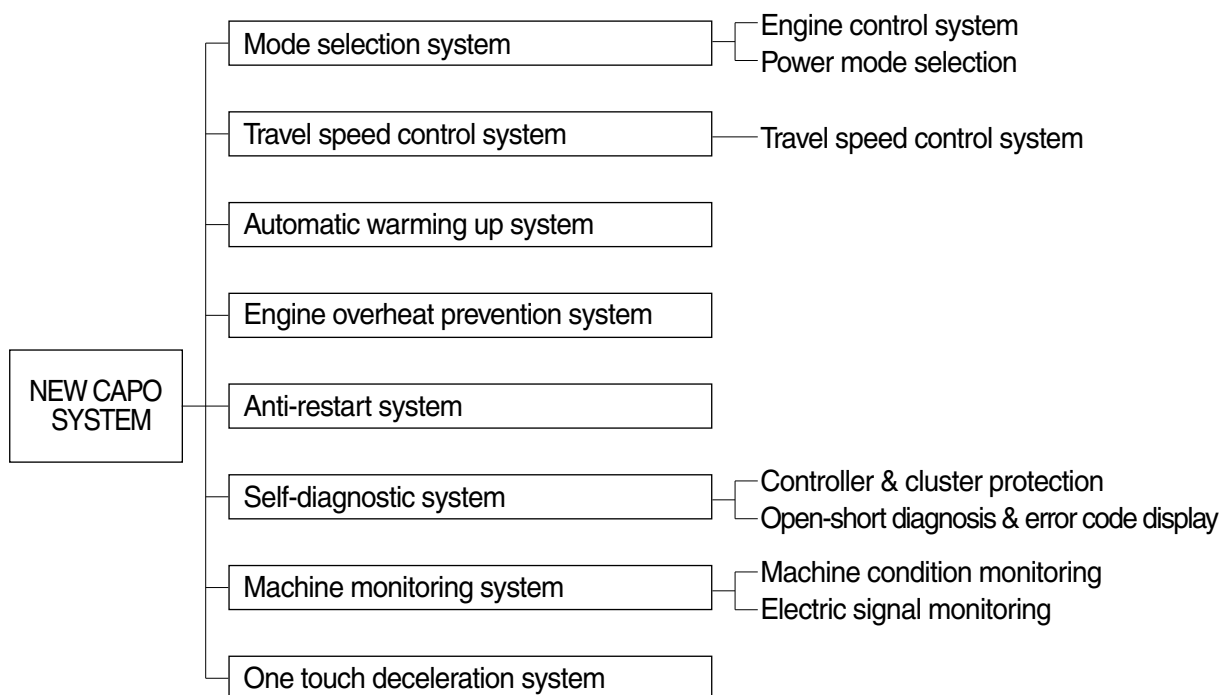 Mode selection system
Engine control system
Power mode selection
Travel speed control system
Travel speed control system
Automatic warming up system
Engine overheat prevention system
NEW CAPO
SYSTEM
Anti-restart system
Self-diagnostic system
Controller & cluster protection
Open-short diagnosis & error code display
Machine monitoring system
Machine condition monitoring
Electric signal monitoring
One touch deceleration system